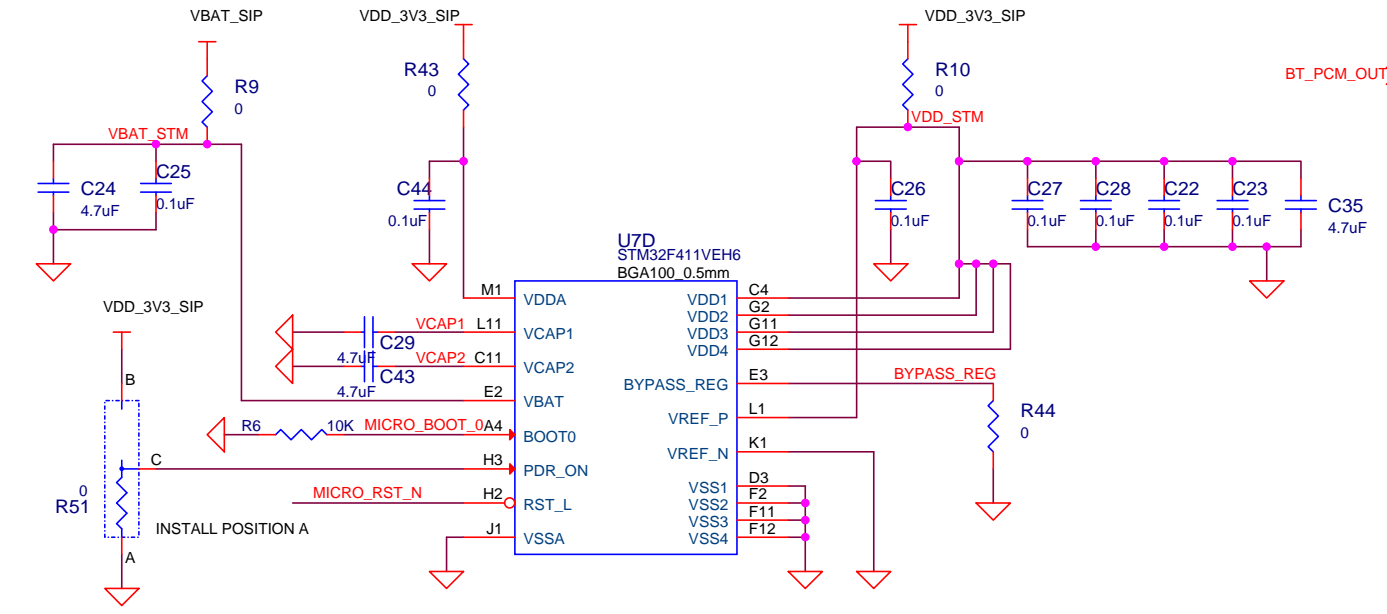 VBAT_SIP
VDD_3V3_SIP
VDD_3V3_SIP
R9
0
R43
0
R10
0
BT_PCM_OUT
VBAT_STM
VDD_STM
C24
4.7uF
C25
0.1uF
C44
0.1uF
C26
0.1uF
C27
0.1uF
C28
0.1uF
C22
0.1uF
C23
0.1uF
C35
4.7uF
U7D
STM32F411VEH6
BGA100_0.5mm
VDD_3V3_SIP
M1
VDDA
VDD1
C4
VDD2
G2
VCAP1
L11
VCAP1
VDD3
G11
C29
4.7uF
VDD4
G12
VCAP2
C11
VCAP2
C43
4.7uF
BYPASS_REG
E3
BYPASS_REG
B
E2
VBAT
VREF_P
L1
R44
0
R6
10K
MICRO_BOOT_0
A4
BOOT0
VREF_N
K1
C
H3
PDR_ON
VSS1
D3
0
R51
MICRO_RST_N
H2
RST_L
VSS2
F2
VSS3
F11
INSTALL POSITION A
J1
VSSA
VSS4
F12
A